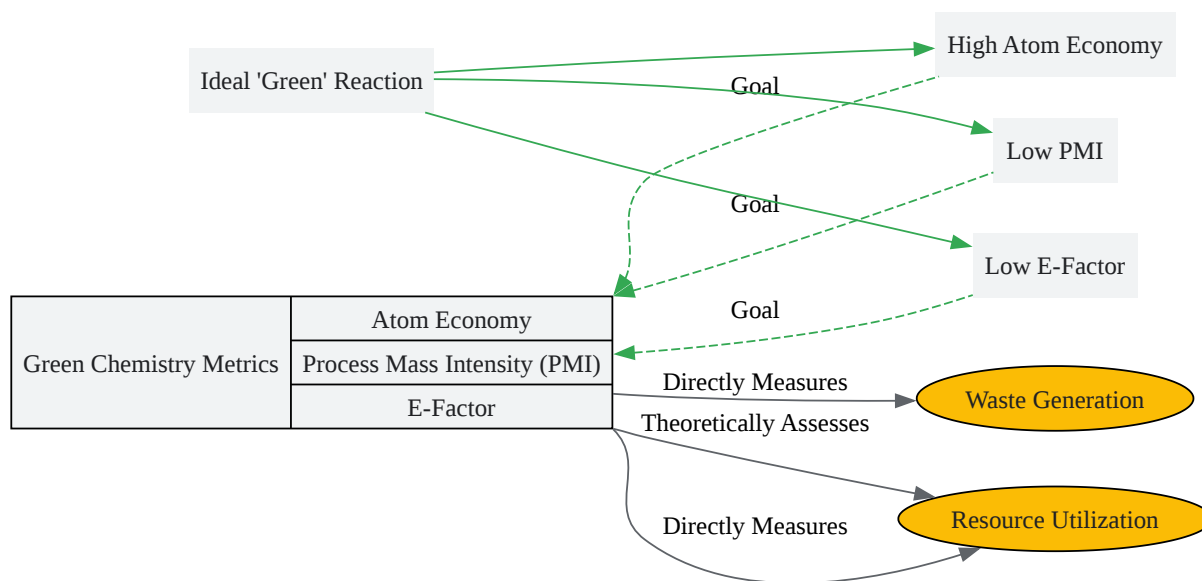 High Atom Economy
Ideal 'Green' Reaction
Goal
Low PMI
Goal
Low E-Factor
Goal
Atom Economy
Green Chemistry Metrics
Process Mass Intensity (PMI)
E-Factor
Directly Measures
Waste Generation
Theoretically Assesses
Resource Utilization
Directly Measures